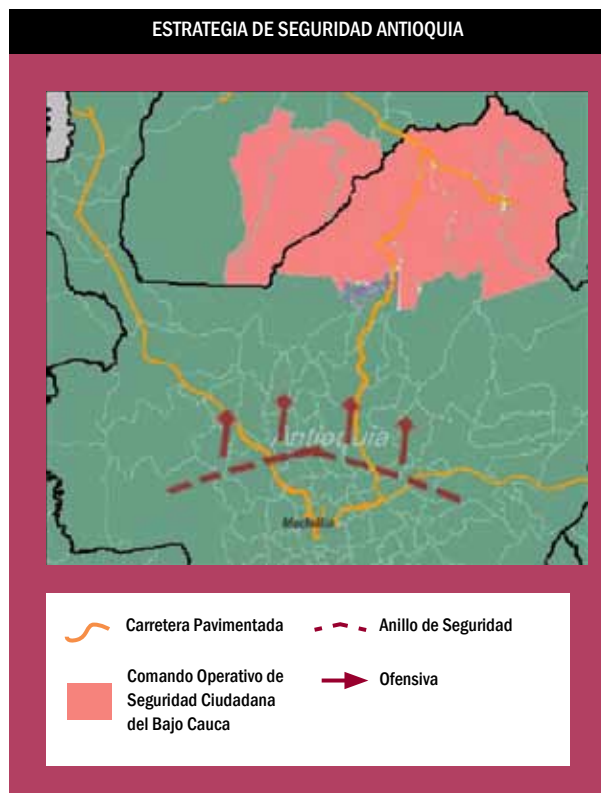 ESTRATEGIA DE SEGURIDAD ANTIOQUIA
Antioquia
Medellín
Carretera Pavimentada
Anillo de Seguridad
Comando Operativo de
Seguridad Ciudadana
del Bajo Cauca
Ofensiva